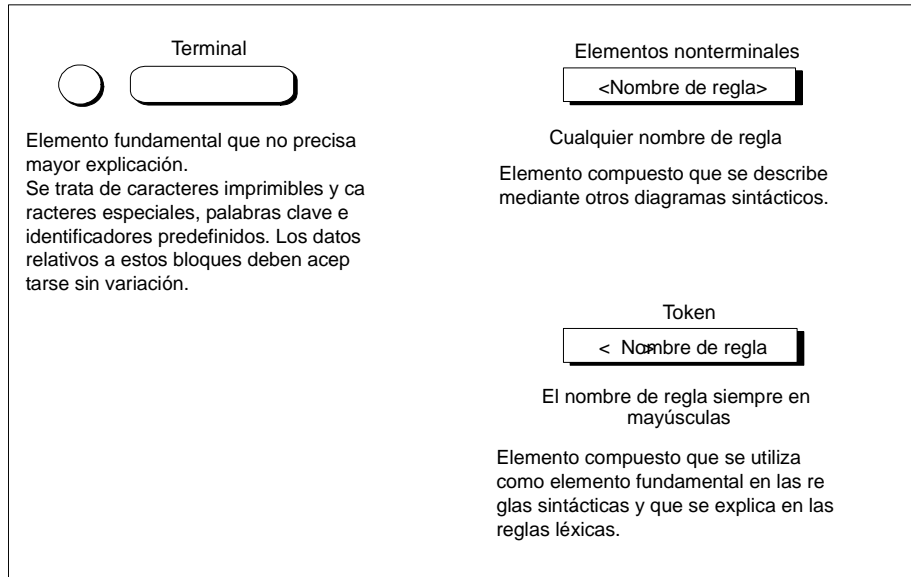 Terminal
Elemento fundamental que no precisa
mayor explicación.
Se trata de caracteres imprimibles y ca
racteres especiales, palabras clave e
identificadores predefinidos. Los datos
relativos a estos bloques deben acep
tarse sin variación.
Elementos nonterminales
<Nombre de regla>
Cualquier nombre de regla
Elemento compuesto que se describe
mediante otros diagramas sintácticos.
Token
< Nombre de regla >
El nombre de regla siempre en
mayúsculas
Elemento compuesto que se utiliza
como elemento fundamental en las re
glas sintácticas y que se explica en las
reglas léxicas.